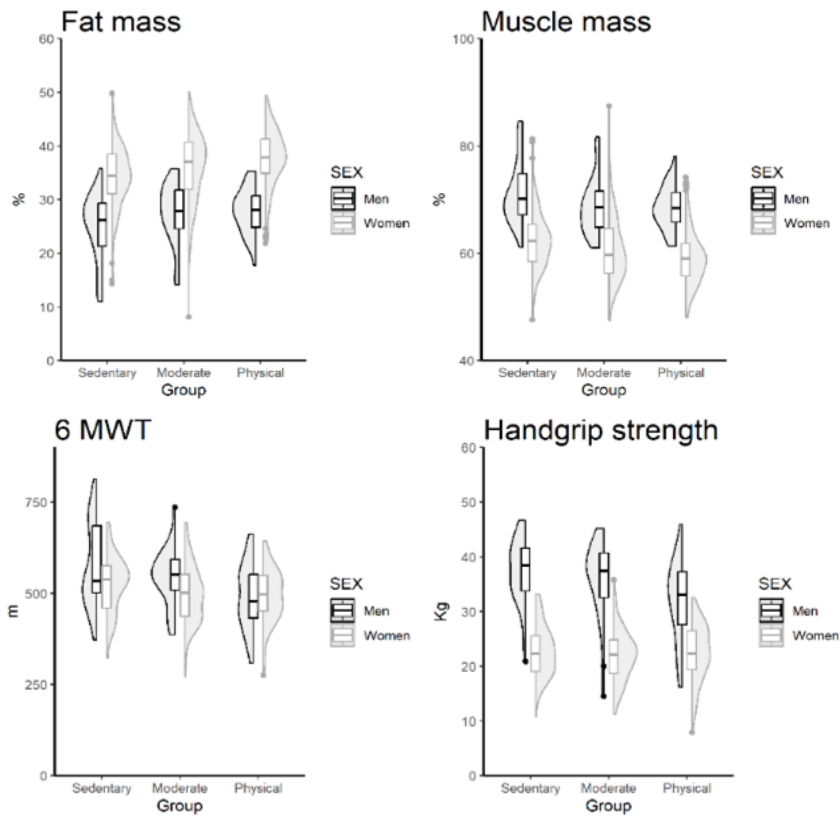 Fat mass
60
50
40
30
20
10
0
%
Sedentary Moderate Physical
Group
SEX
Men
Women
Muscle mass
100
80
60
40
%
Sedentary Moderate Physical
Group
SEX
Men
Women
6 MWT
750
500
250
0
m
Sedentary Moderate Physical
Group
SEX
Men
Women
Handgrip strength
60
50
40
30
20
10
0
Kg
Sedentary Moderate Physical
Group
SEX
Men
Women